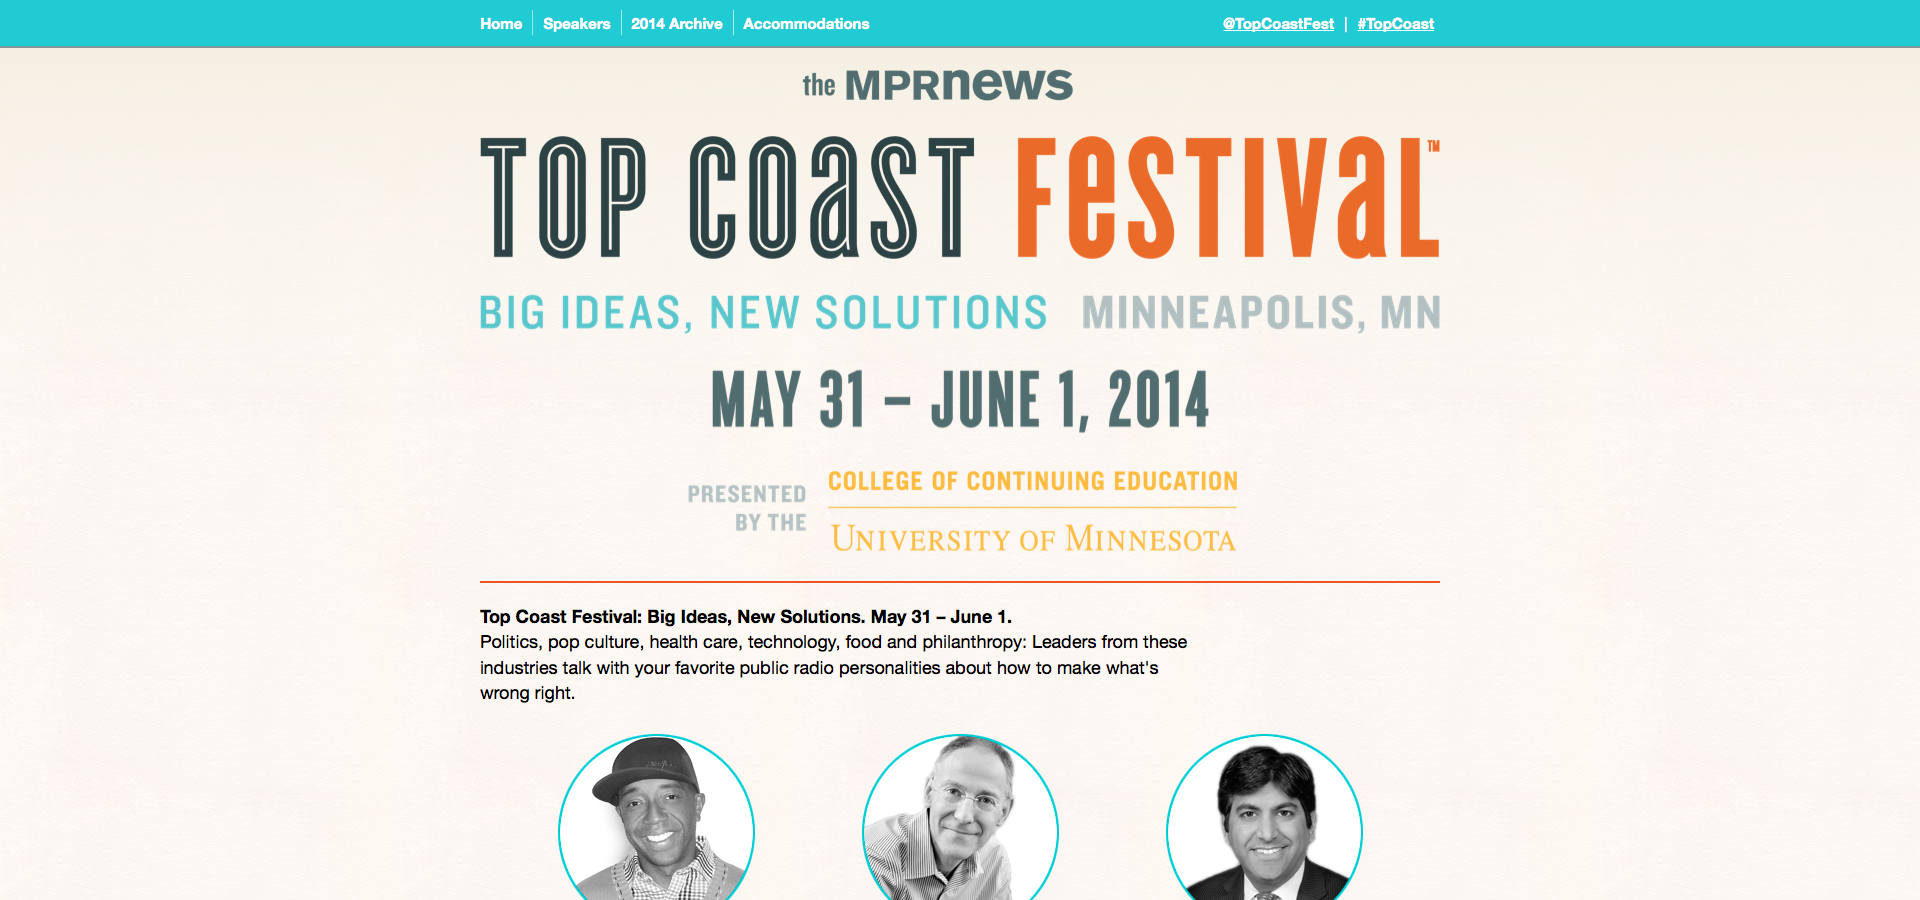 Home Speakers 2014 Archive Accommodations @TopCoastFest | #TopCoast
the MPRnews
TOP COaST FeSTIVaL™
BIG IDEAS, NEW SOLUTIONS MINNEAPOLIS, MN
MAY 31 – JUNE 1, 2014
PRESENTED
BY THE
COLLEGE OF CONTINUING EDUCATION
UNIVERSITY OF MINNESOTA
Top Coast Festival: Big Ideas, New Solutions. May 31 – June 1.
Politics, pop culture, health care, technology, food and philanthropy: Leaders from these
industries talk with your favorite public radio personalities about how to make what's
wrong right.